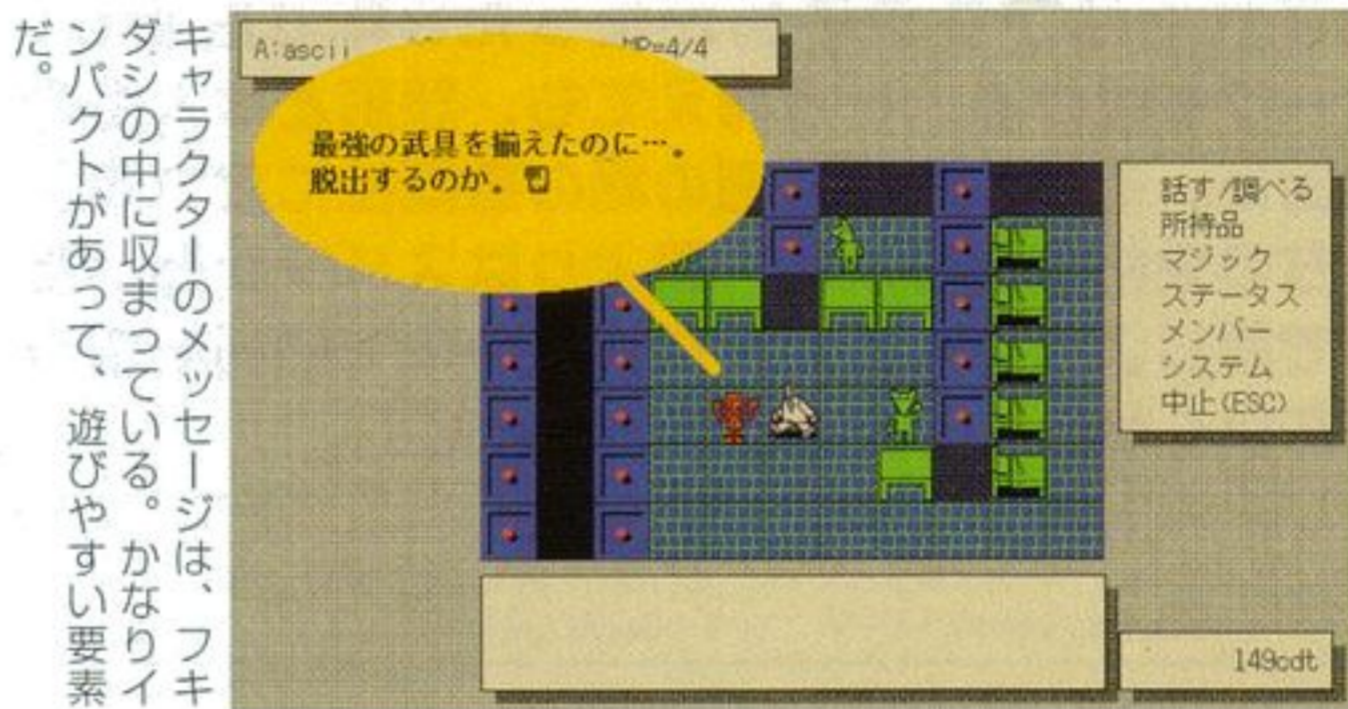 キャラクターのメッセージは、フキ
ダシの中に収まっている。かなりイ
ンパクトがあって、遊びやすい要素
だ。
A:ascii
MP=4/4
最強の武具を揃えたのに…。
脱出するのか。
話す/調べる
所持品
マジック
ステータス
メンバー
システム
中止(ESC)
149cdt